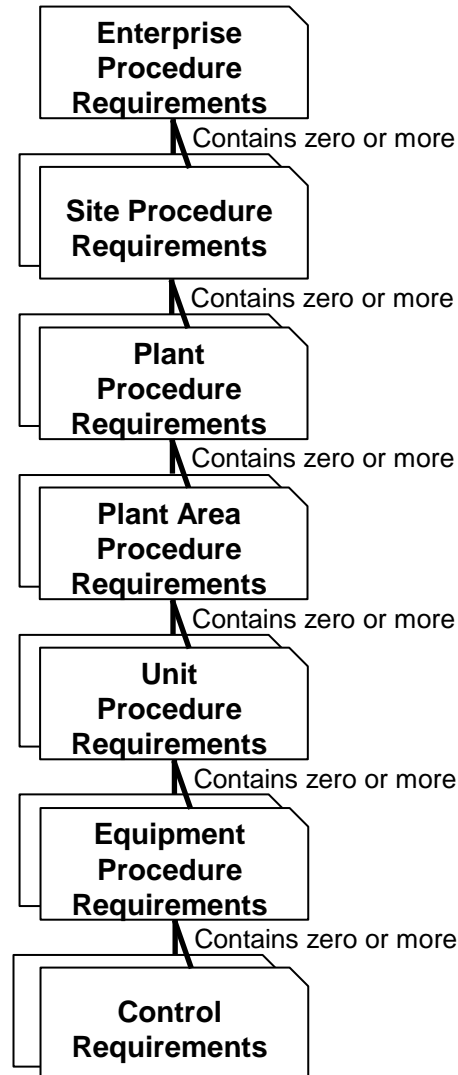 Enterprise
Procedure
Requirements
Contains zero or more
Site Procedure
Requirements
Contains zero or more
Plant
Procedure
Requirements
Contains zero or more
Plant Area
Procedure
Requirements
Contains zero or more
Unit
Procedure
Requirements
Contains zero or more
Equipment
Procedure
Requirements
Contains zero or more
Control
Requirements